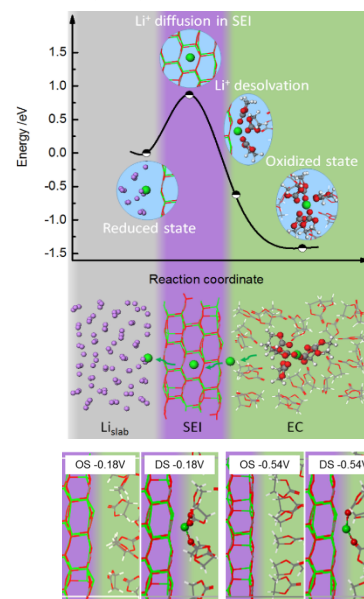 Li⁺ diffusion in SEI
1.5
1.0
0.5
0.0
-0.5
-1.0
-1.5
Energy /eV
Li⁺ desolvation
Oxidized state
Reduced state
Reaction coordinate
Li_slab SEI EC
OS -0.18V DS -0.18V OS -0.54V DS -0.54V